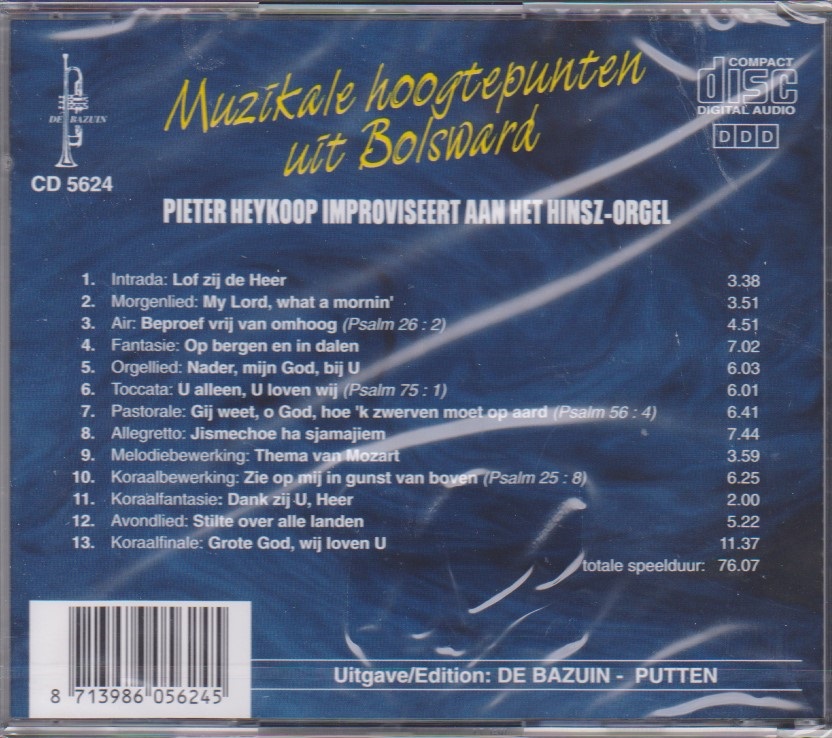 Muzikale hoogtepunten
uit Bolsward
COMPACT
disc
DIGITAL AUDIO
DDD
DE BAZUIN
CD 5624
PIETER HEYKOOP IMPROVISEERT AAN HET HINSZ-ORGEL
1. Intrada: Lof zij de Heer 3.38
2. Morgenlied: My Lord, what a mornin' 3.51
3. Air: Beproef vrij van omhoog (Psalm 26 : 2) 4.51
4. Fantasie: Op bergen en in dalen 7.02
5. Orgellied: Nader, mijn God, bij U 6.03
6. Toccata: U alleen, U loven wij (Psalm 75 : 1) 6.01
7. Pastorale: Gij weet, o God, hoe 'k zwerven moet op aard (Psalm 56 : 4) 6.41
8. Allegretto: Jismechoe ha sjamajiem 7.44
9. Melodiebewerking: Thema van Mozart 3.59
10. Koraalbewerking: Zie op mij in gunst van boven (Psalm 25 : 8) 6.25
11. Koraalfantasie: Dank zij U, Heer 2.00
12. Avondlied: Stilte over alle landen 5.22
13. Koraalfinale: Grote God, wij loven U 11.37
totale speelduur: 76.07
Uitgave/Edition: DE BAZUIN - PUTTEN
8 713986 056245